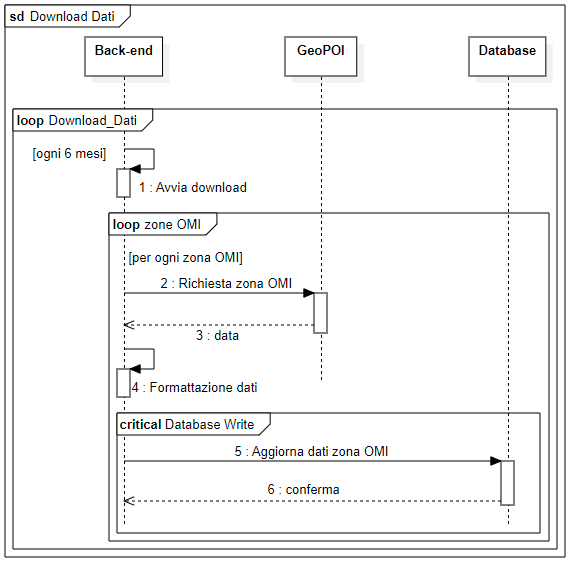 sd Download Dati
Back-end
GeoPOI
Database
loop Download_Dati
[ogni 6 mesi]
1 : Avvia download
loop zone OMI
[per ogni zona OMI]
2 : Richiesta zona OMI
3 : data
4 : Formattazione dati
critical Database Write
5 : Aggiorna dati zona OMI
6 : conferma